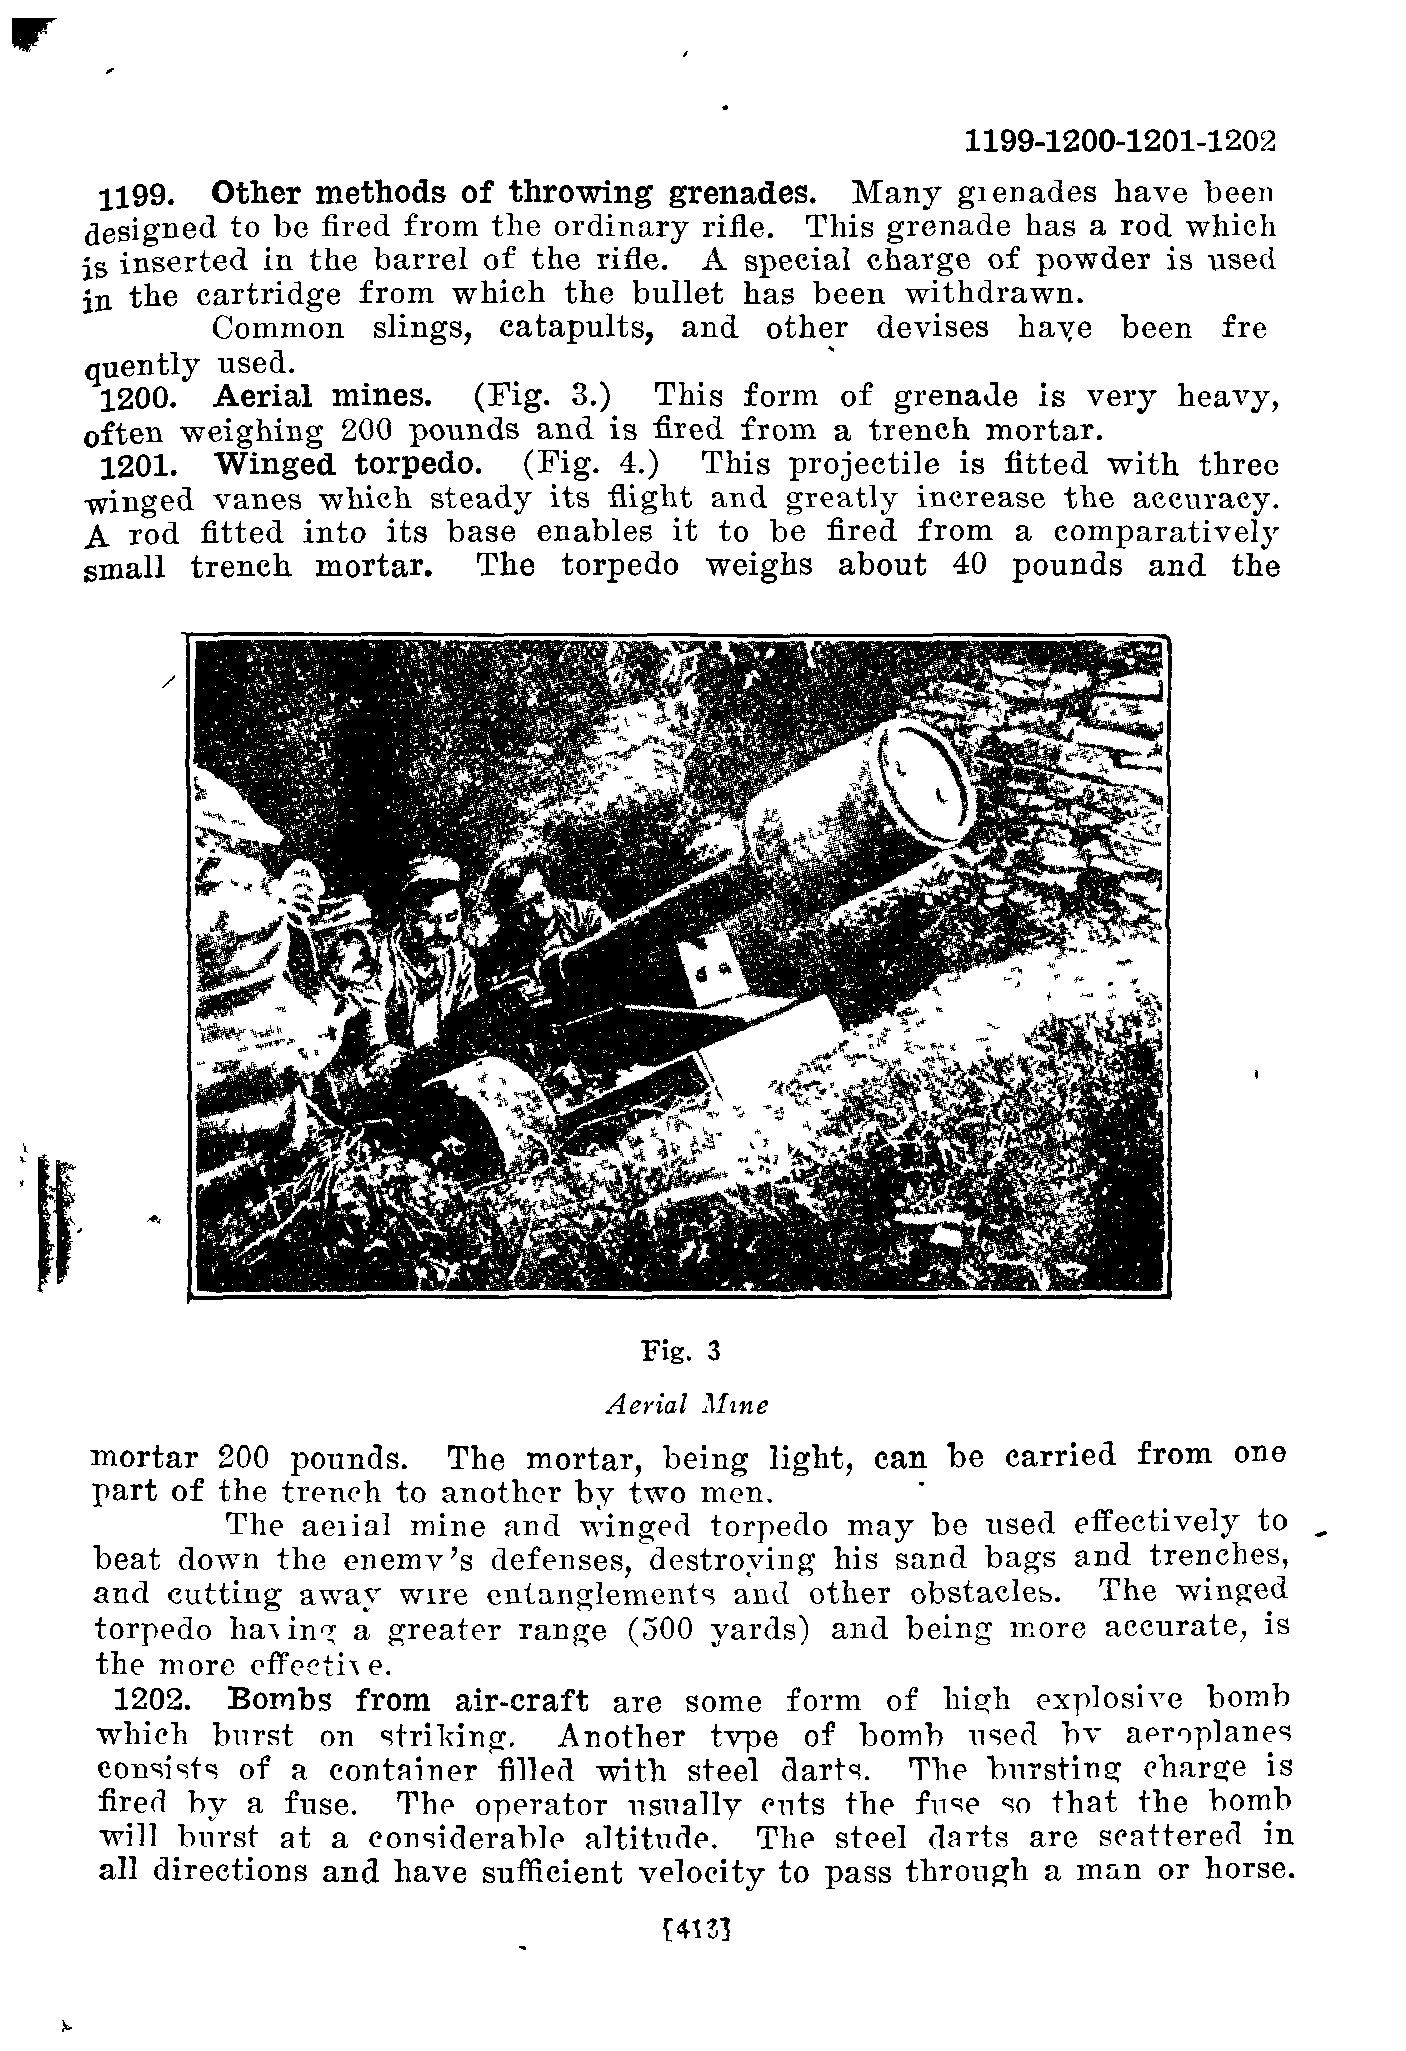 1199-1200-1201-1202
1199. Other methods of throwing grenades. Many grenades have been
designed to be fired from the ordinary rifle. This grenade has a rod which
is inserted in the barrel of the rifle. A special charge of powder is used
in the cartridge from which the bullet has been withdrawn.
Common slings, catapults, and other devises have been fre
quently used.
1200. Aerial mines. (Fig. 3.) This form of grenade is very heavy,
often weighing 200 pounds and is fired from a trench mortar.
1201. Winged torpedo. (Fig. 4.) This projectile is fitted with three
winged vanes which steady its flight and greatly increase the accuracy.
A rod fitted into its base enables it to be fired from a comparatively
small trench mortar. The torpedo weighs about 40 pounds and the
Fig. 3
Aerial Mine
mortar 200 pounds. The mortar, being light, can be carried from one
part of the trench to another by two men.
The aerial mine and winged torpedo may be used effectively to
beat down the enemy's defenses, destroying his sand bags and trenches,
and cutting away wire entanglements and other obstacles. The winged
torpedo having a greater range (500 yards) and being more accurate, is
the more effective.
1202. Bombs from air-craft are some form of high explosive bomb
which burst on striking. Another type of bomb used by aeroplanes
consists of a container filled with steel darts. The bursting charge is
fired by a fuse. The operator usually cuts the fuse so that the bomb
will burst at a considerable altitude. The steel darts are scattered in
all directions and have sufficient velocity to pass through a man or horse.
[413]